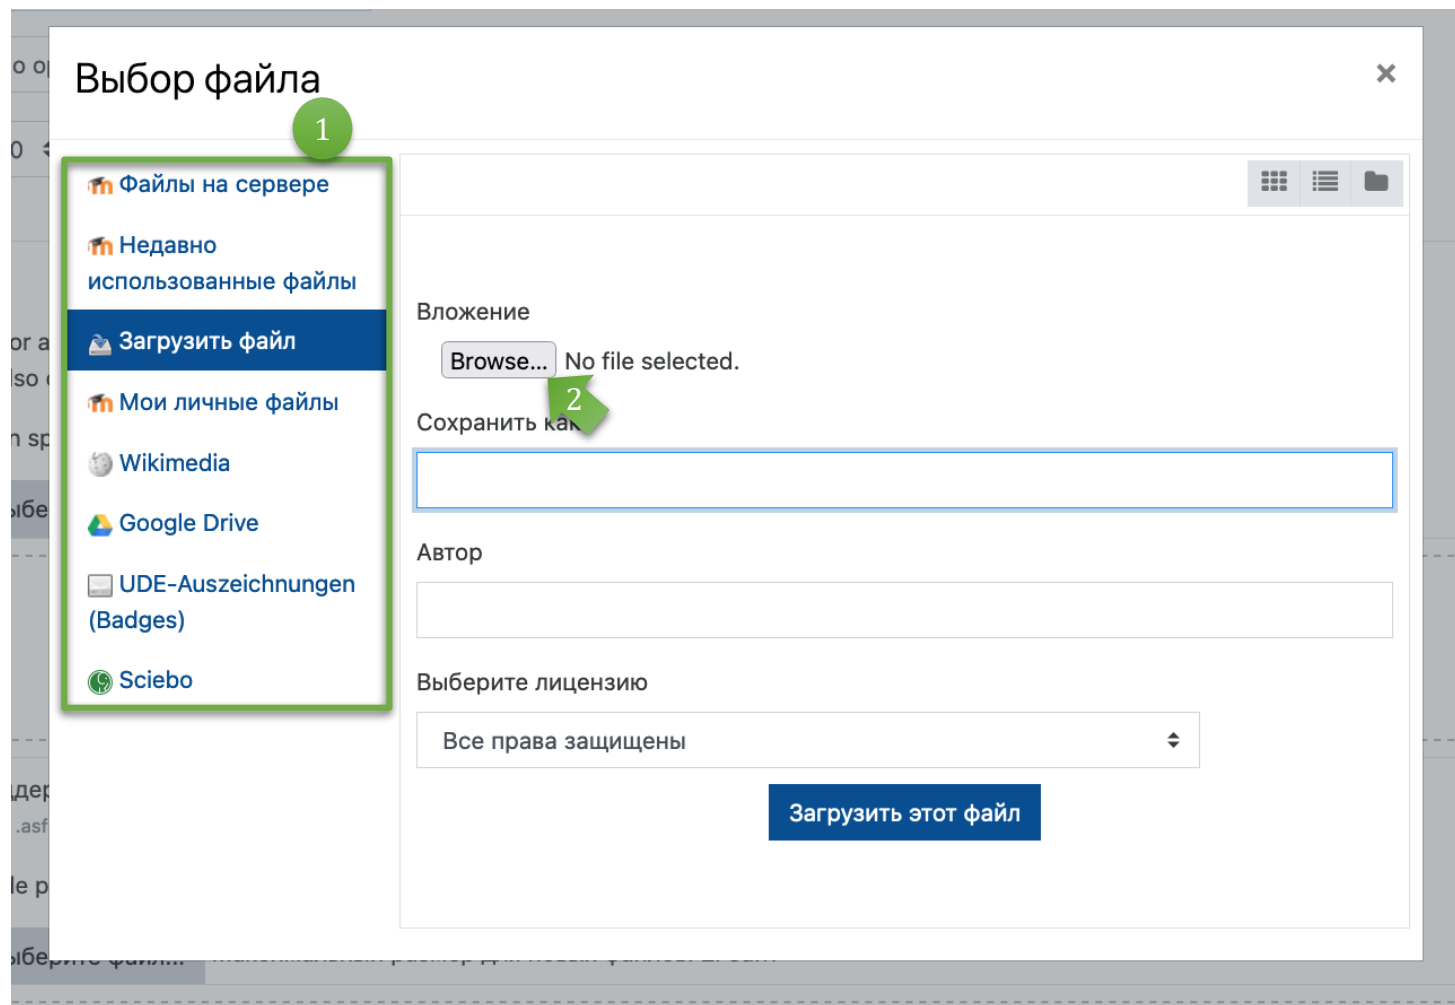 Выбор файла
1
Файлы на сервере
Недавно
использованные файлы
Загрузить файл
Мои личные файлы
Wikimedia
Google Drive
UDE-Auszeichnungen
(Badges)
Sciebo
Вложение
Browse... No file selected.
2
Сохранить как
Автор
Выберите лицензию
Все права защищены
Загрузить этот файл
.asf